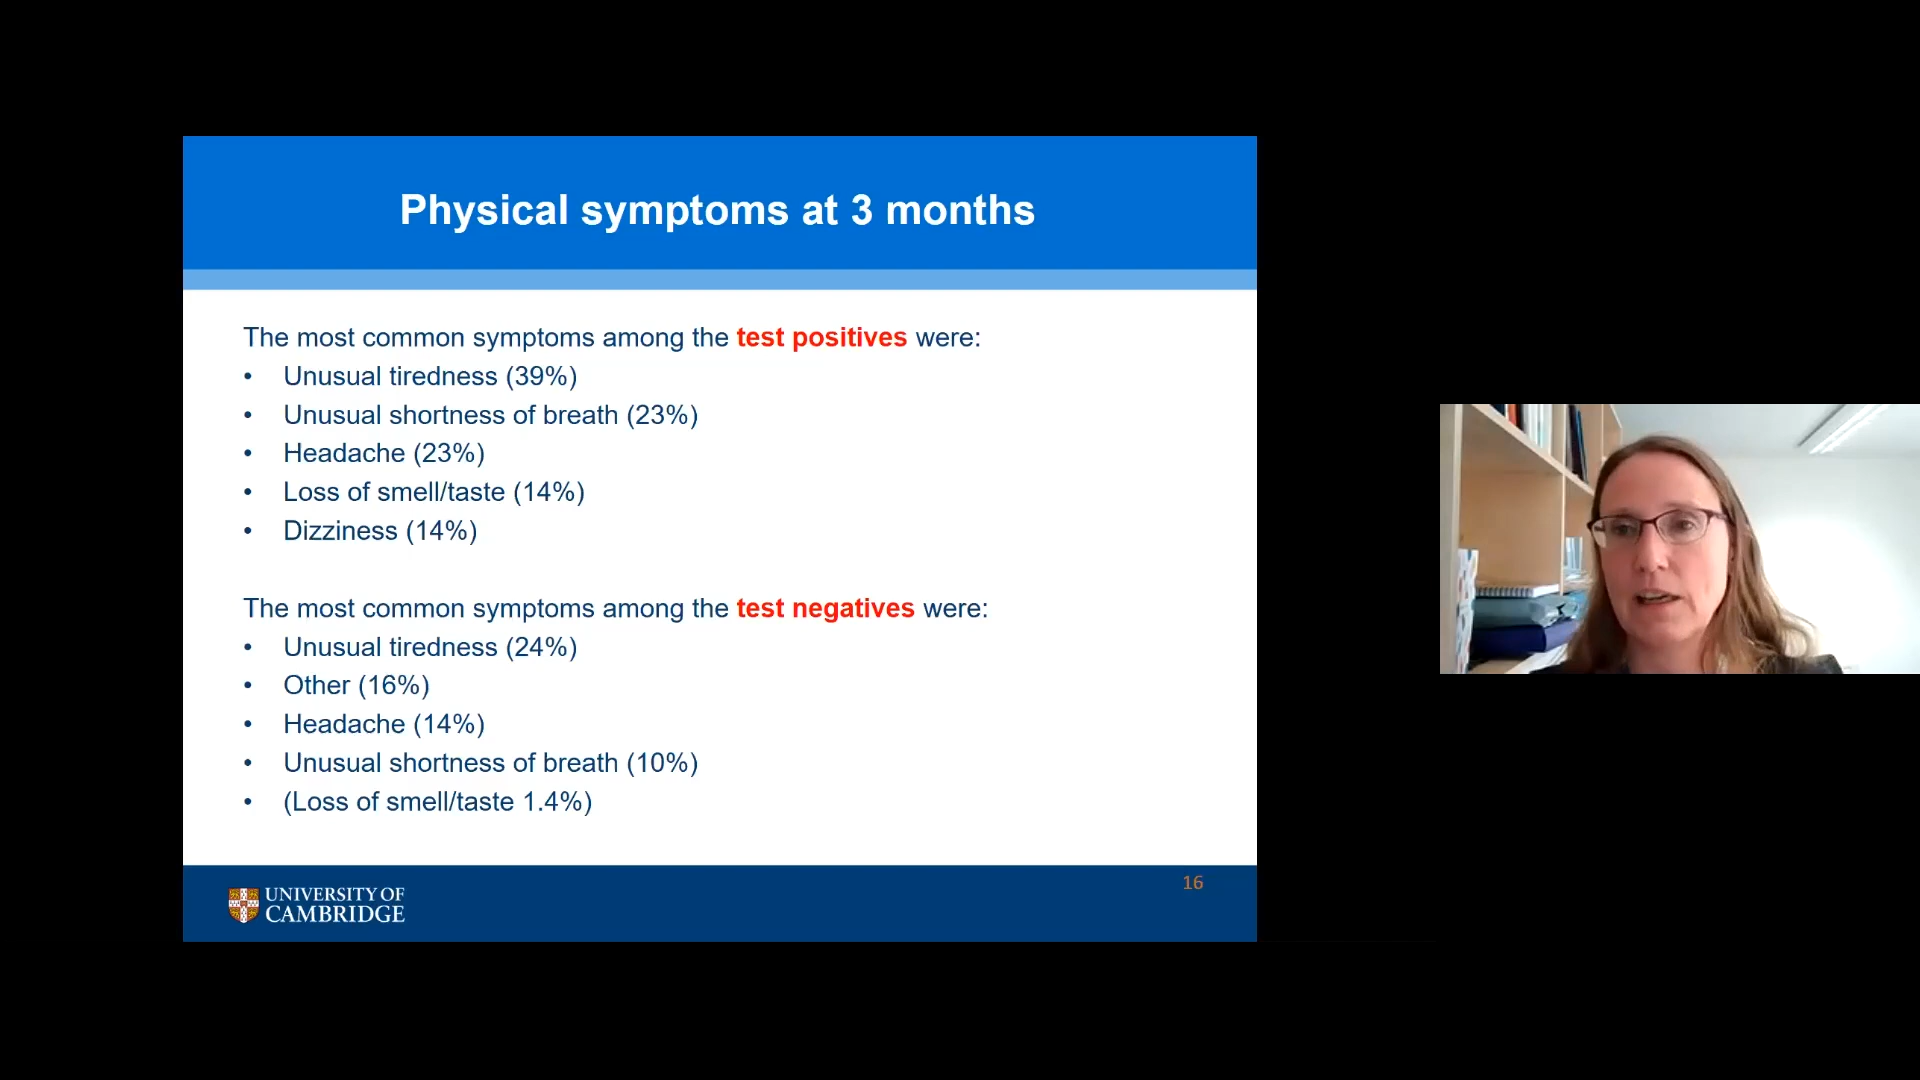 Physical symptoms at 3 months
The most common symptoms among the test positives were:
• Unusual tiredness (39%)
• Unusual shortness of breath (23%)
• Headache (23%)
• Loss of smell/taste (14%)
• Dizziness (14%)
The most common symptoms among the test negatives were:
• Unusual tiredness (24%)
• Other (16%)
• Headache (14%)
• Unusual shortness of breath (10%)
• (Loss of smell/taste 1.4%)
UNIVERSITY OF
CAMBRIDGE
16